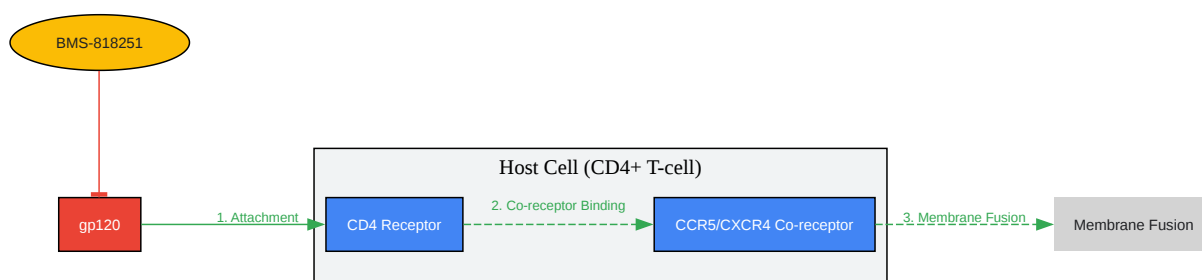 BMS-818251
Host Cell (CD4+ T-cell)
gp120
1. Attachment
CD4 Receptor
2. Co-receptor Binding
CCR5/CXCR4 Co-receptor
3. Membrane Fusion
Membrane Fusion